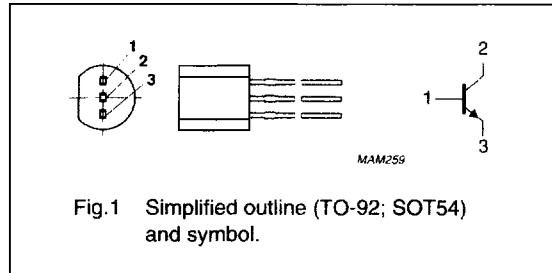 1
2
3
2
1
3
MAM259
Fig.1 Simplified outline (TO-92; SOT54)
and symbol.